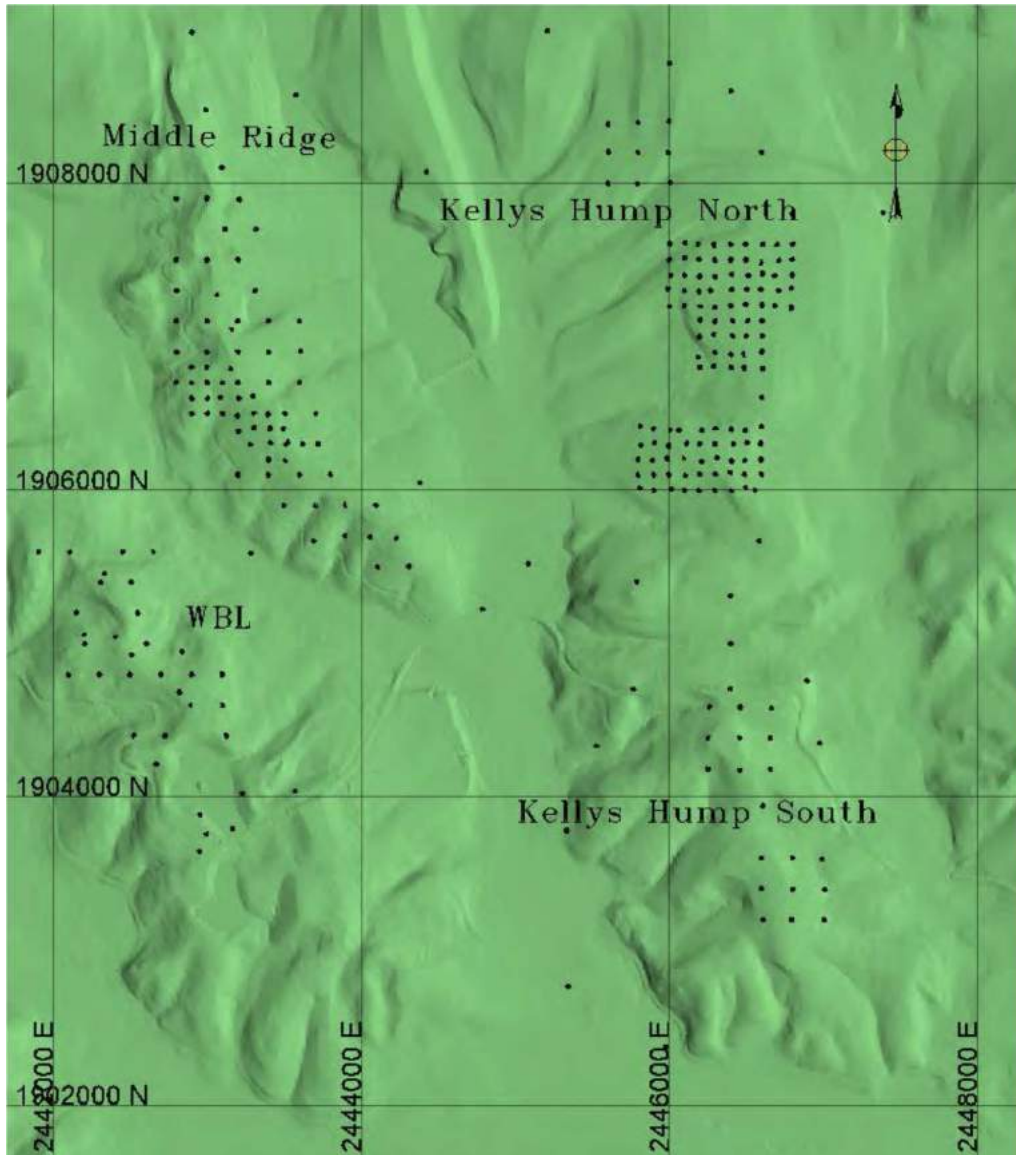 Middle Ridge
1908000 N
Kellys Hump North
1906000 N
WBL
1904000 N
Kellys Hump South
2442000 E
2444000 E
2446000 E
2448000 E
1902000 N